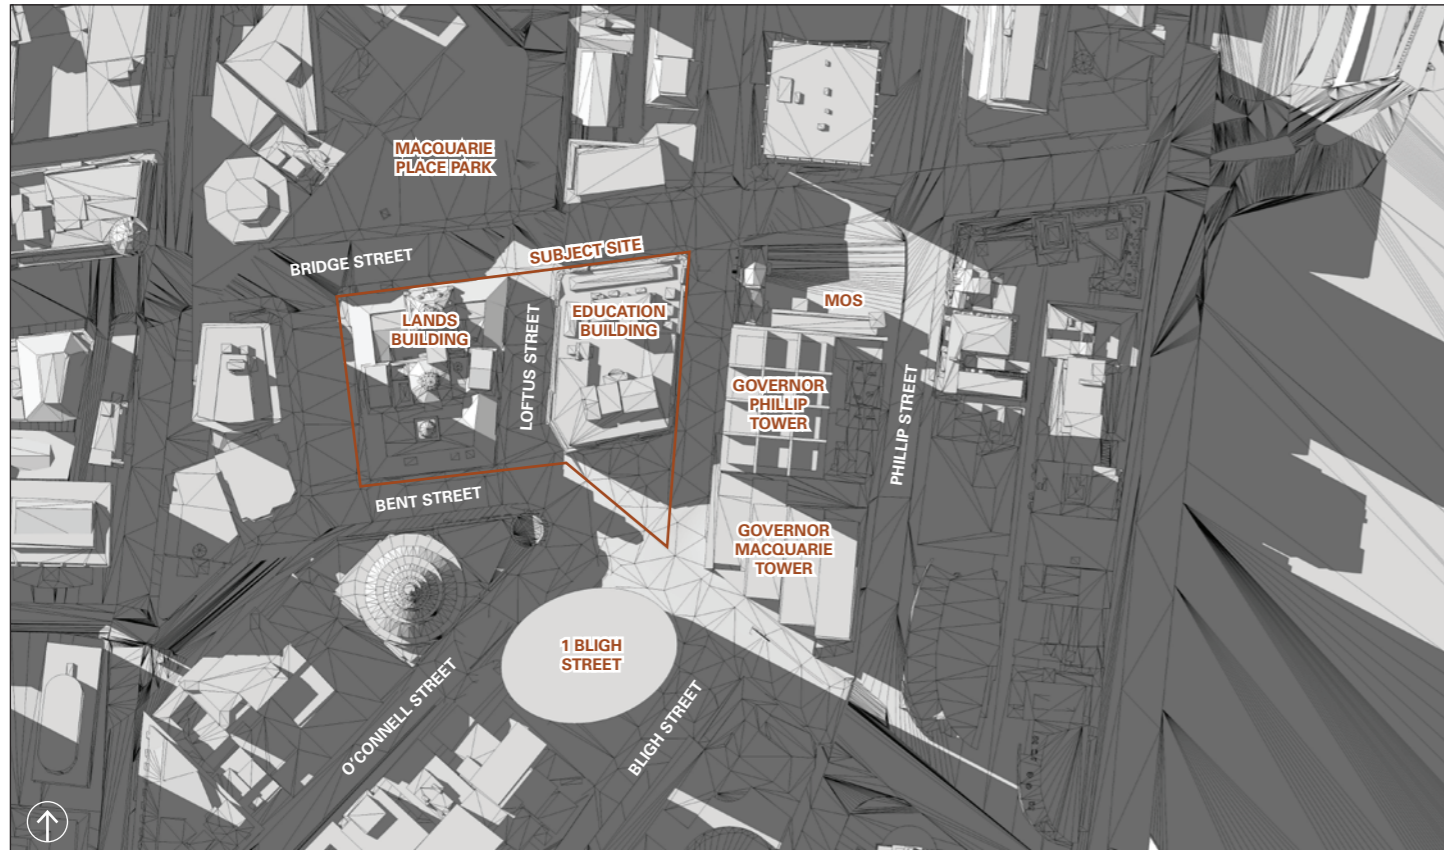 MACQUARIE
PLACE PARK
BRIDGE STREET
SUBJECT SITE
LANDS
BUILDING
LOFTUS STREET
EDUCATION
BUILDING
MOS
GOVERNOR
PHILLIP
TOWER
PHILLIP STREET
BENT STREET
GOVERNOR
MACQUARIE
TOWER
1 BLIGH
STREET
O'CONNELL STREET
BLIGH STREET